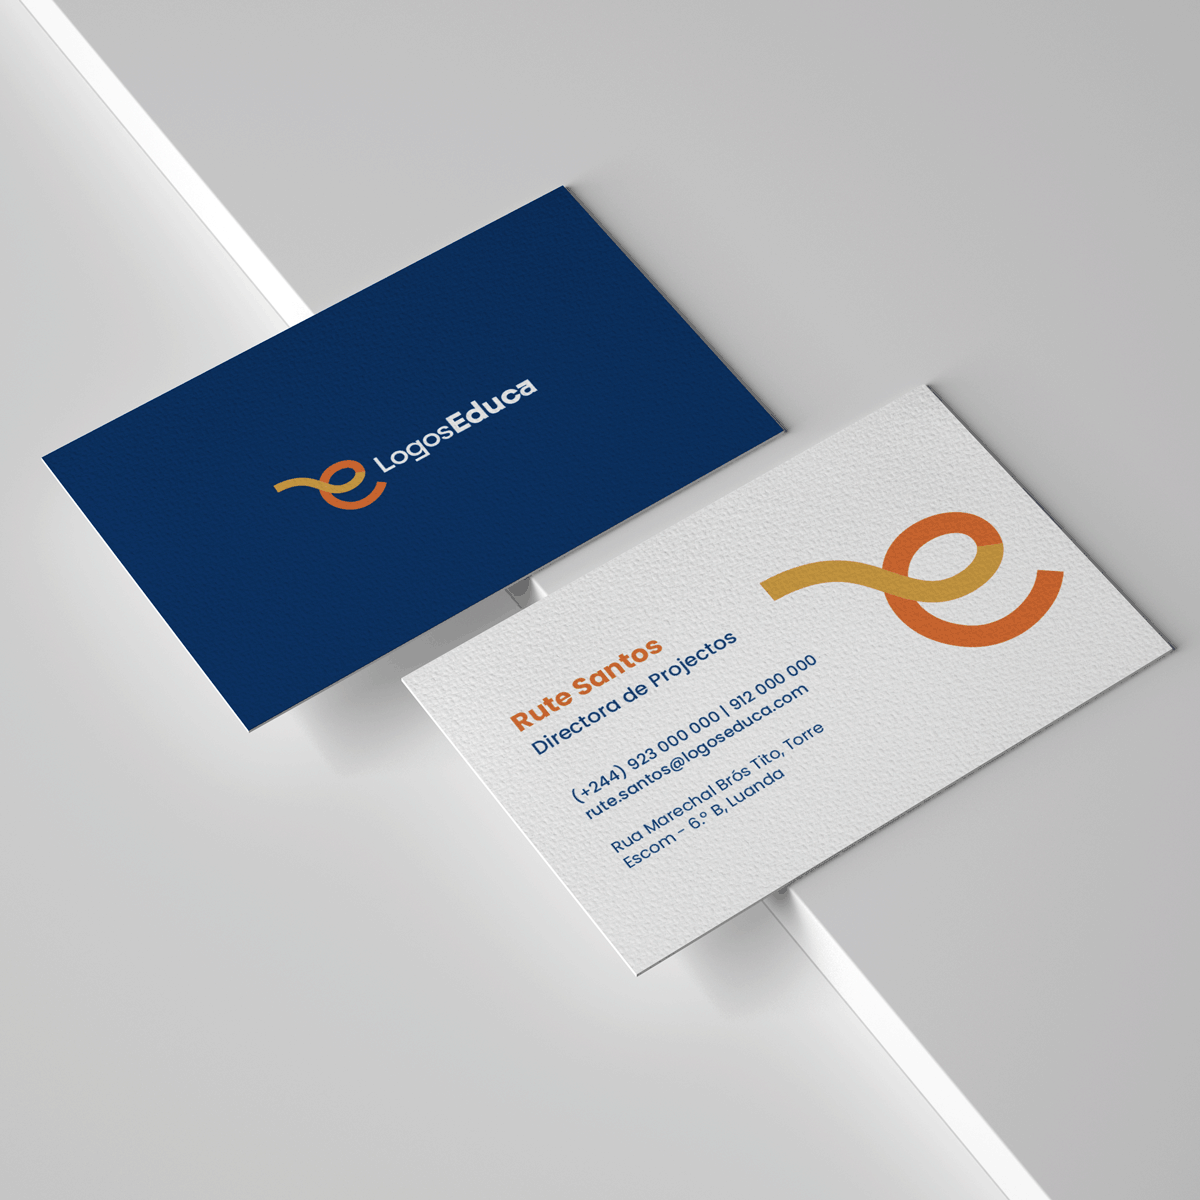 LogosEduca
Rute Santos
Directora de Projectos
(+244) 923 000 000 | 912 000 000
rute.santos@logoseduca.com
Rua Marechal Brós Tito, Torre
Escom - 6.º B, Luanda